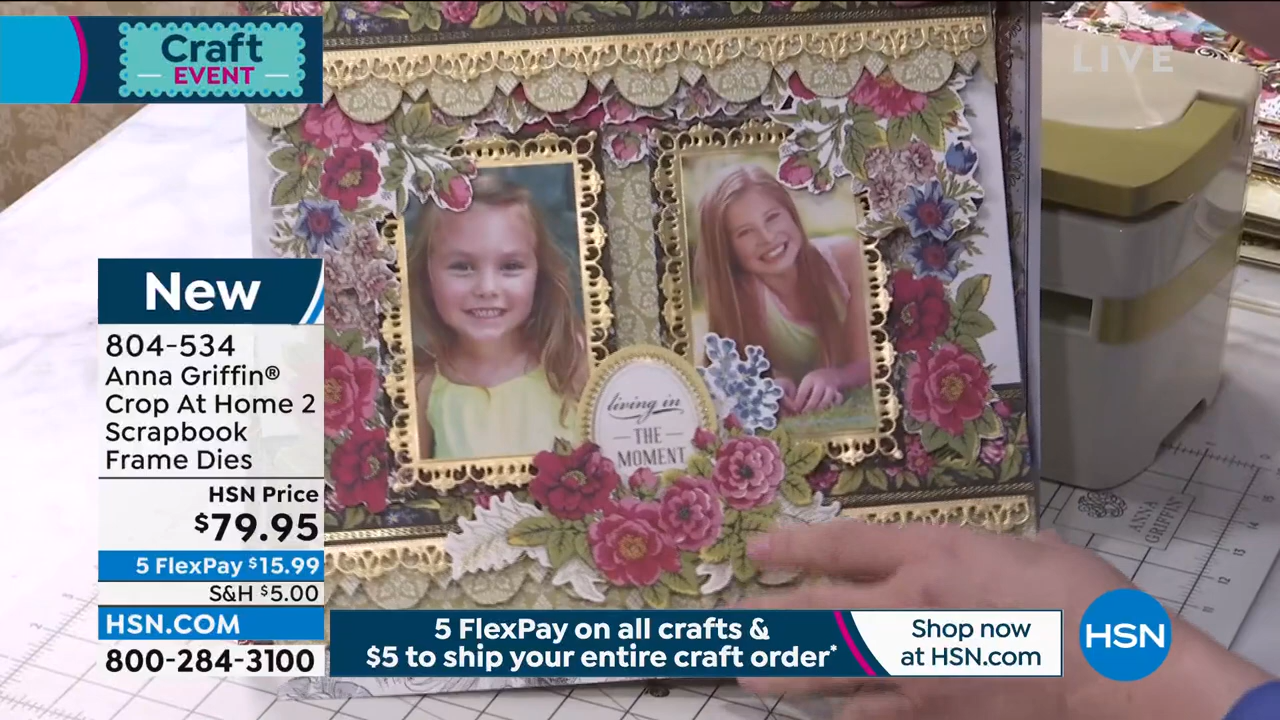 Craft
EVENT
LIVE
New
804-534
Anna Griffin®
Crop At Home 2
Scrapbook
Frame Dies
HSN Price
$79.95
5 FlexPay $15.99
S&H $5.00
HSN.COM
800-284-3100
living in
THE
MOMENT
ANNA
GRIFFIN
5 FlexPay on all crafts &
$5 to ship your entire craft order*
Shop now
at HSN.com
HSN